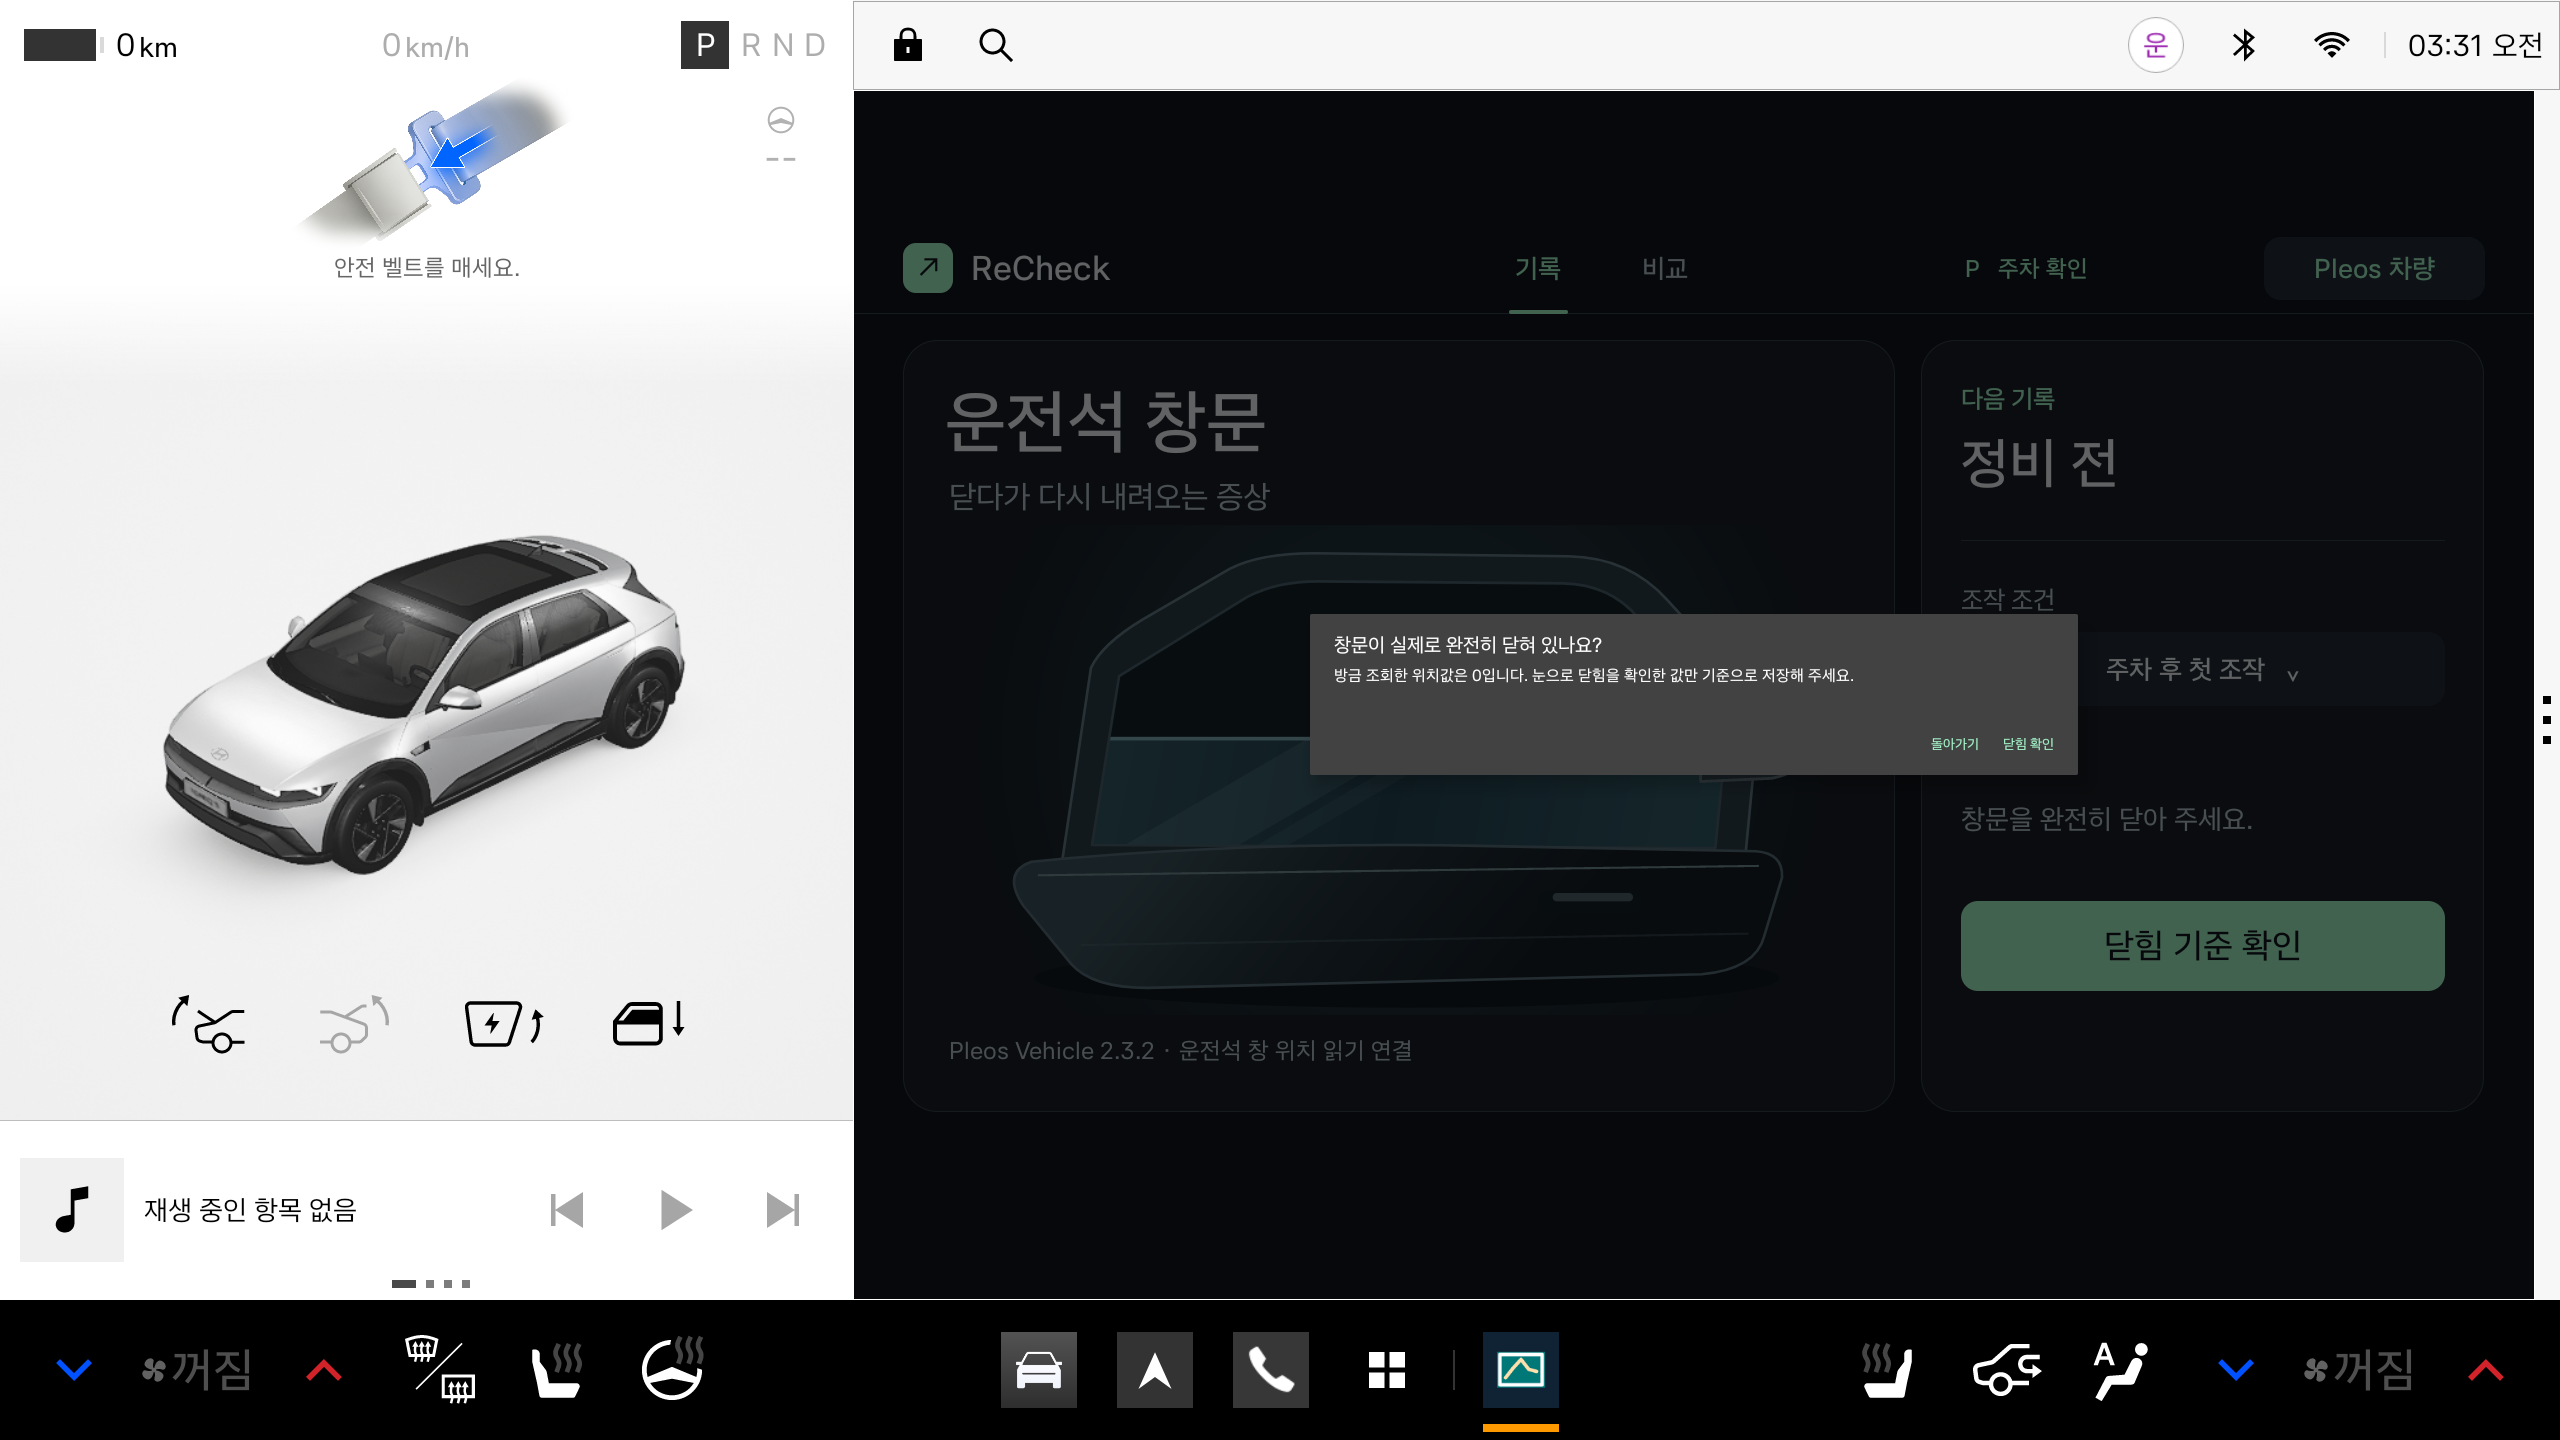 0 km
0 km/h
P R N D
안전 벨트를 매세요.
재생 중인 항목 없음
운
03:31 오전
ReCheck
기록
비교
P 주차 확인
Pleos 차량
운전석 창문
닫다가 다시 내려오는 증상
Pleos Vehicle 2.3.2 · 운전석 창 위치 읽기 연결
다음 기록
정비 전
조작 조건
주차 후 첫 조작
창문을 완전히 닫아 주세요.
닫힘 기준 확인
창문이 실제로 완전히 닫혀 있나요?
방금 조회한 위치값은 0입니다. 눈으로 닫힘을 확인한 값만 기준으로 저장해 주세요.
돌아가기
닫힘 확인
꺼짐
A
꺼짐